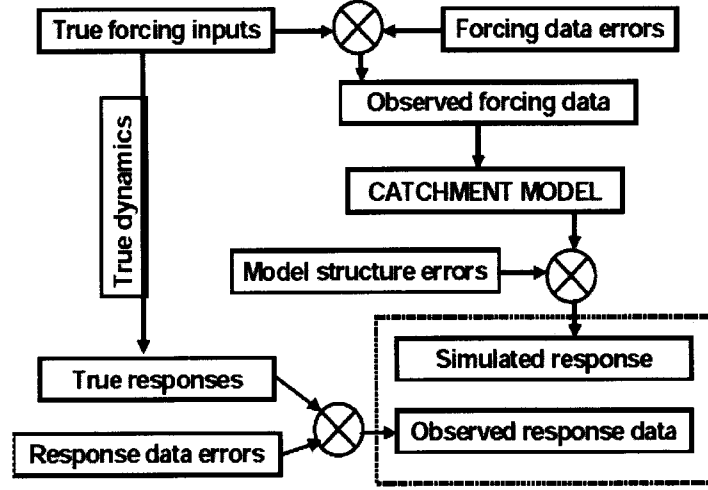 True forcing inputs
Forcing data errors
Observed forcing data
True dynamics
CATCHMENT MODEL
Model structure errors
Simulated response
True responses
Observed response data
Response data errors